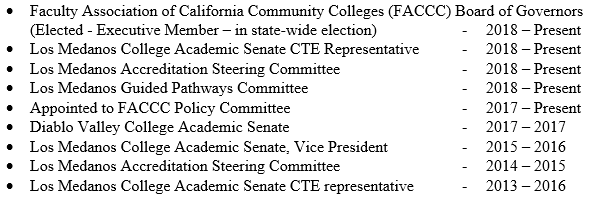 • Faculty Association of California Community Colleges (FACCC) Board of Governors
(Elected - Executive Member – in state-wide election) - 2018 – Present
• Los Medanos College Academic Senate CTE Representative - 2018 – Present
• Los Medanos Accreditation Steering Committee - 2018 – Present
• Los Medanos Guided Pathways Committee - 2018 – Present
• Appointed to FACCC Policy Committee - 2017 – Present
• Diablo Valley College Academic Senate - 2017 – 2017
• Los Medanos College Academic Senate, Vice President - 2015 – 2016
• Los Medanos Accreditation Steering Committee - 2014 – 2015
• Los Medanos College Academic Senate CTE representative - 2013 – 2016